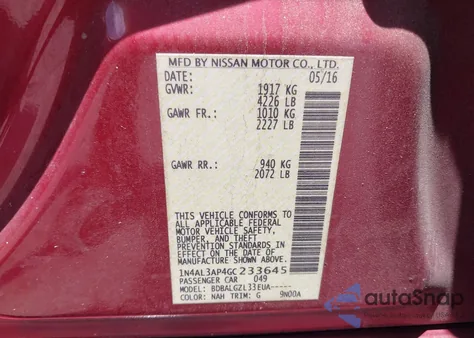 MFD BY NISSAN MOTOR CO., LTD.
DATE: 05/16
GVWR: 1917 KG
4226 LB
GAWR FR.: 1010 KG
2227 LB
GAWR RR.: 940 KG
2072 LB
THIS VEHICLE CONFORMS
TO ALL APPLICABLE FEDERAL
MOTOR VEHICLE SAFETY,
BUMPER, AND THEFT
PREVENTION STANDARDS IN
EFFECT ON THE DATE OF
MANUFACTURE SHOWN ABOVE.
1N4AL3AP4GC233645
PASSENGER CAR 049
MODEL: BDBALGZL33EUA-----
COLOR: NAH TRIM: G 9N00A
autoSnap